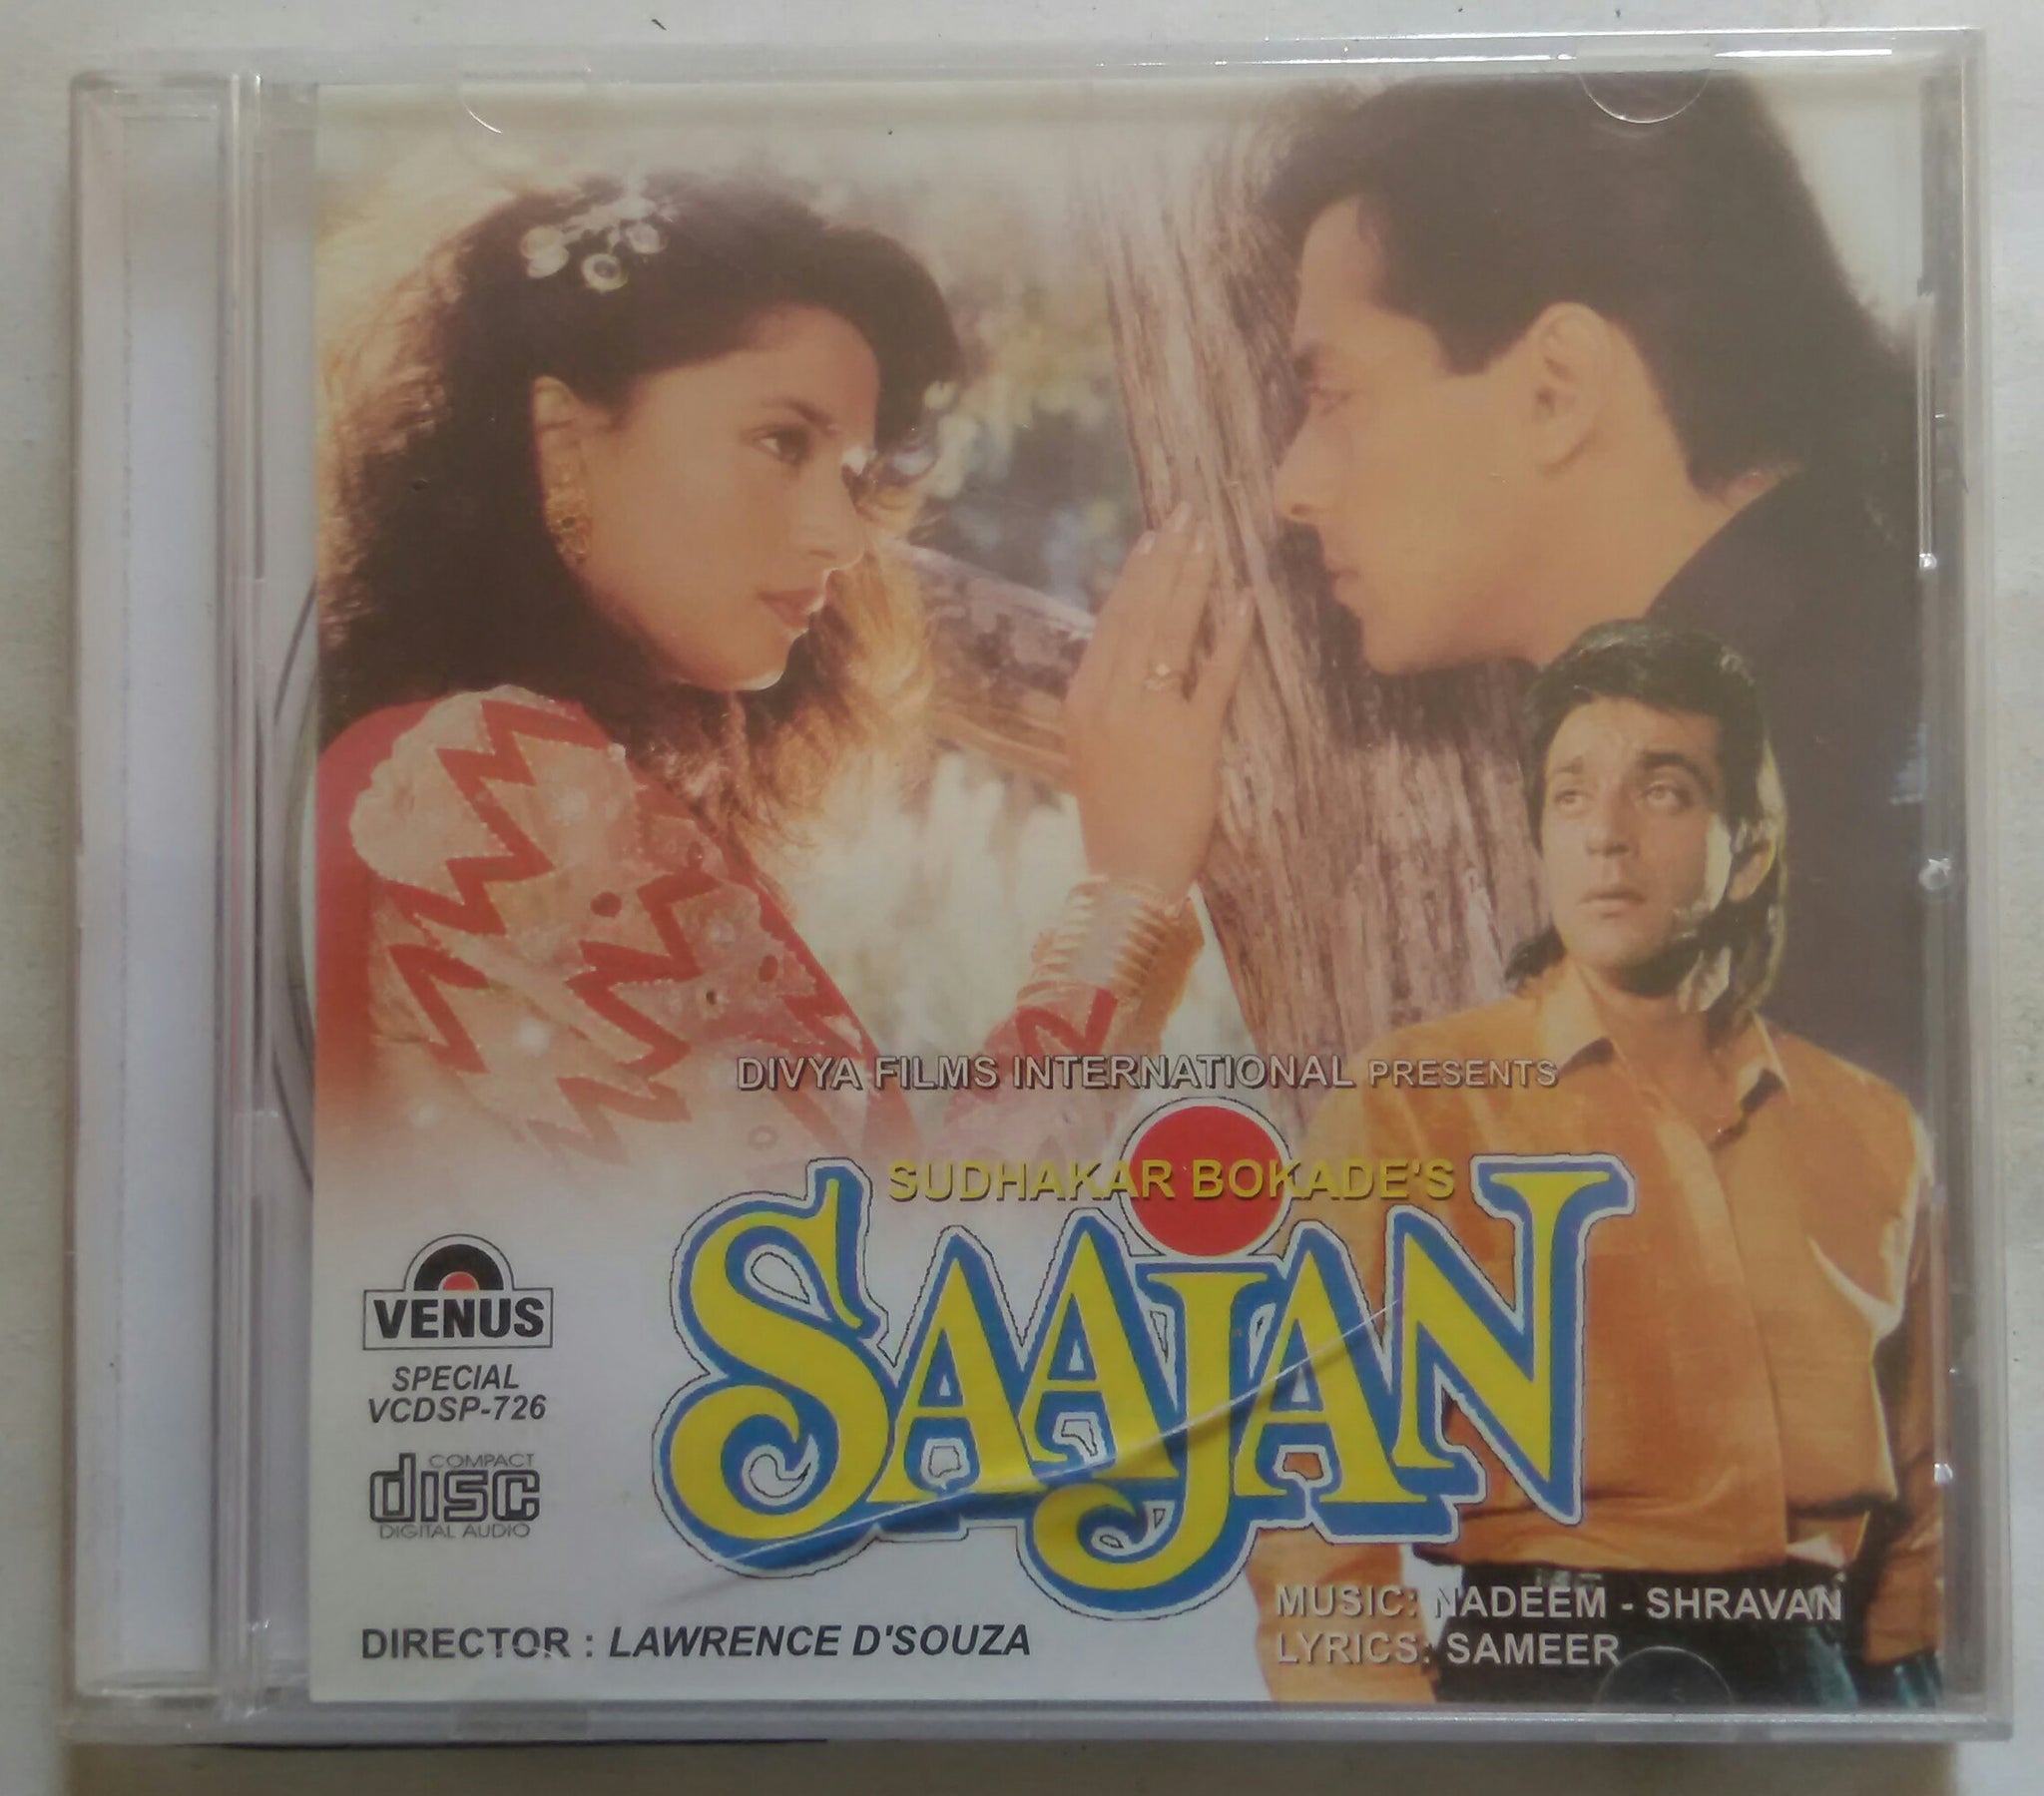 DIVYA FILMS INTERNATIONAL PRESENTS
SUDHAKAR BOKADE'S
SAAJAN
VENUS
SPECIAL
VCDSP-726
COMPACT
disc
DIGITAL AUDIO
DIRECTOR : LAWRENCE D'SOUZA
MUSIC: NADEEM - SHRAVAN
LYRICS: SAMEER